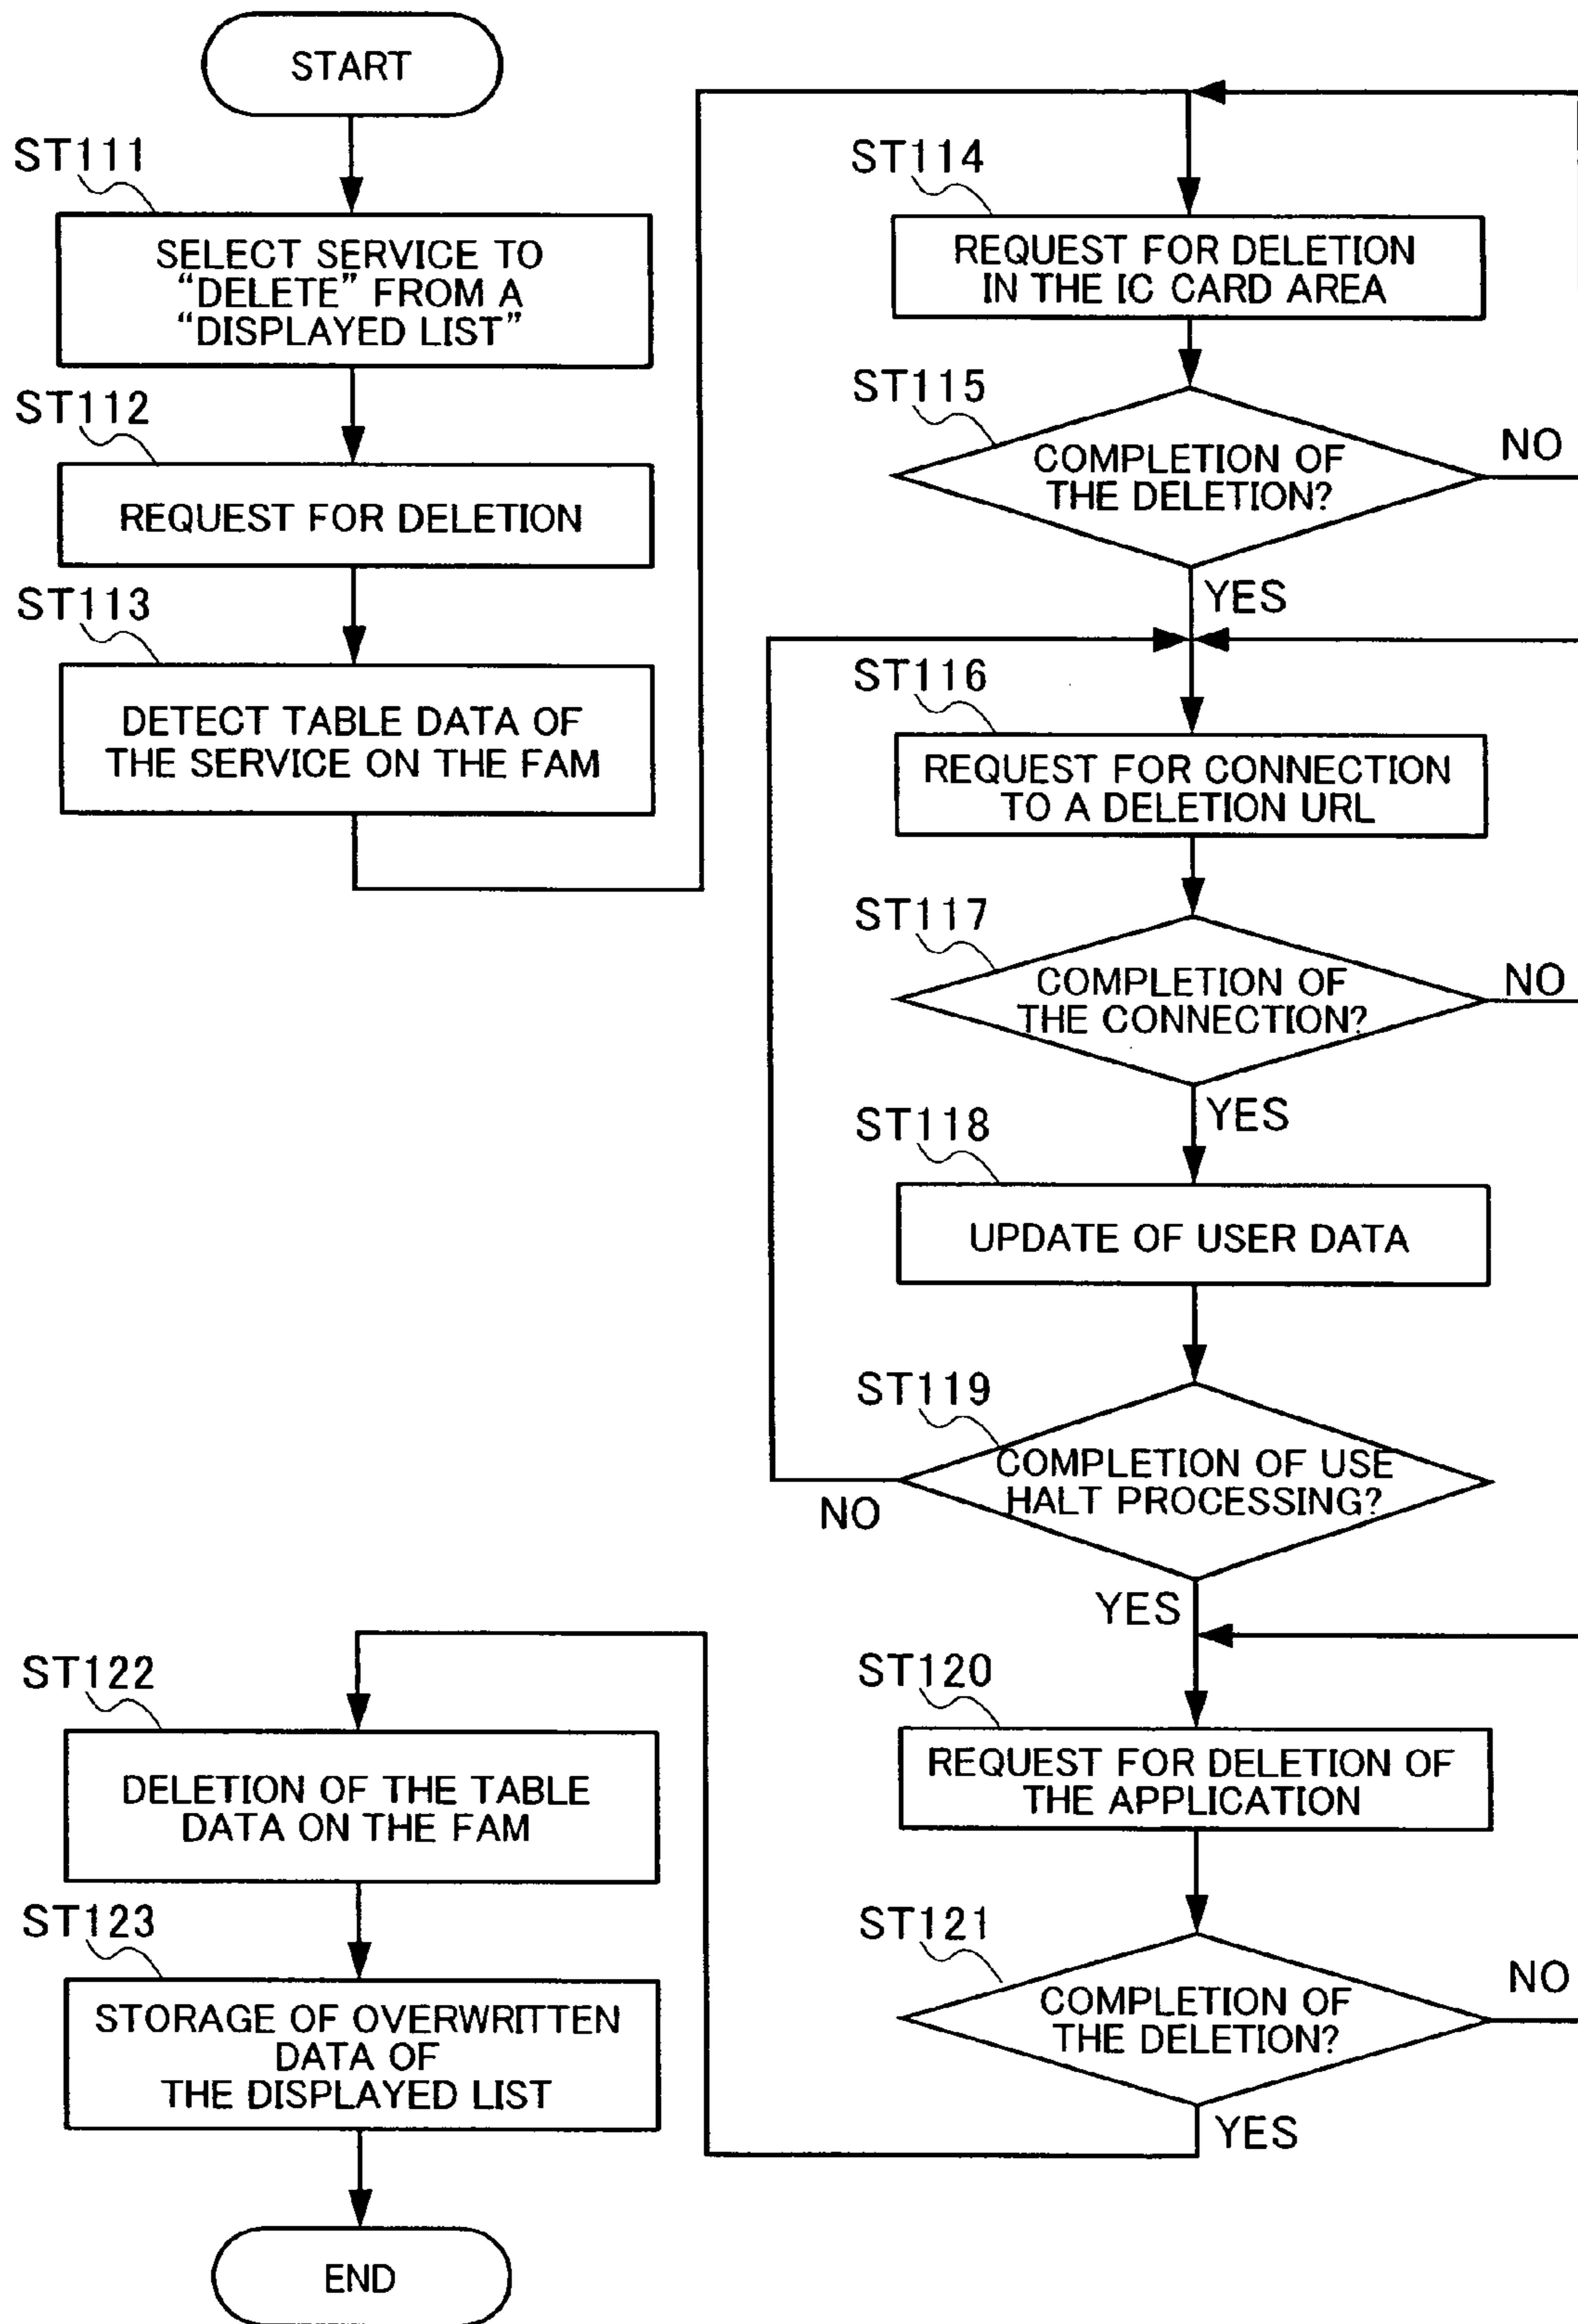 START
ST111
SELECT SERVICE TO
“DELETE” FROM A
“DISPLAYED LIST”
ST112
REQUEST FOR DELETION
ST113
DETECT TABLE DATA OF
THE SERVICE ON THE FAM
ST114
REQUEST FOR DELETION
IN THE IC CARD AREA
ST115
COMPLETION OF
THE DELETION?
NO
YES
ST116
REQUEST FOR CONNECTION
TO A DELETION URL
ST117
COMPLETION OF
THE CONNECTION?
NO
YES
ST118
UPDATE OF USER DATA
ST119
COMPLETION OF USE
HALT PROCESSING?
NO
YES
ST120
REQUEST FOR DELETION OF
THE APPLICATION
ST121
COMPLETION OF
THE DELETION?
NO
YES
ST122
DELETION OF THE TABLE
DATA ON THE FAM
ST123
STORAGE OF OVERWRITTEN
DATA OF
THE DISPLAYED LIST
END